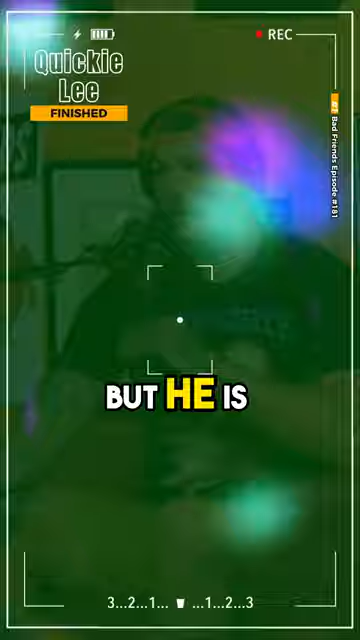 REC
Quickie
Lee
FINISHED
Bad Friends Episode #181
BUT HE IS
3...2...1... ...1...2...3